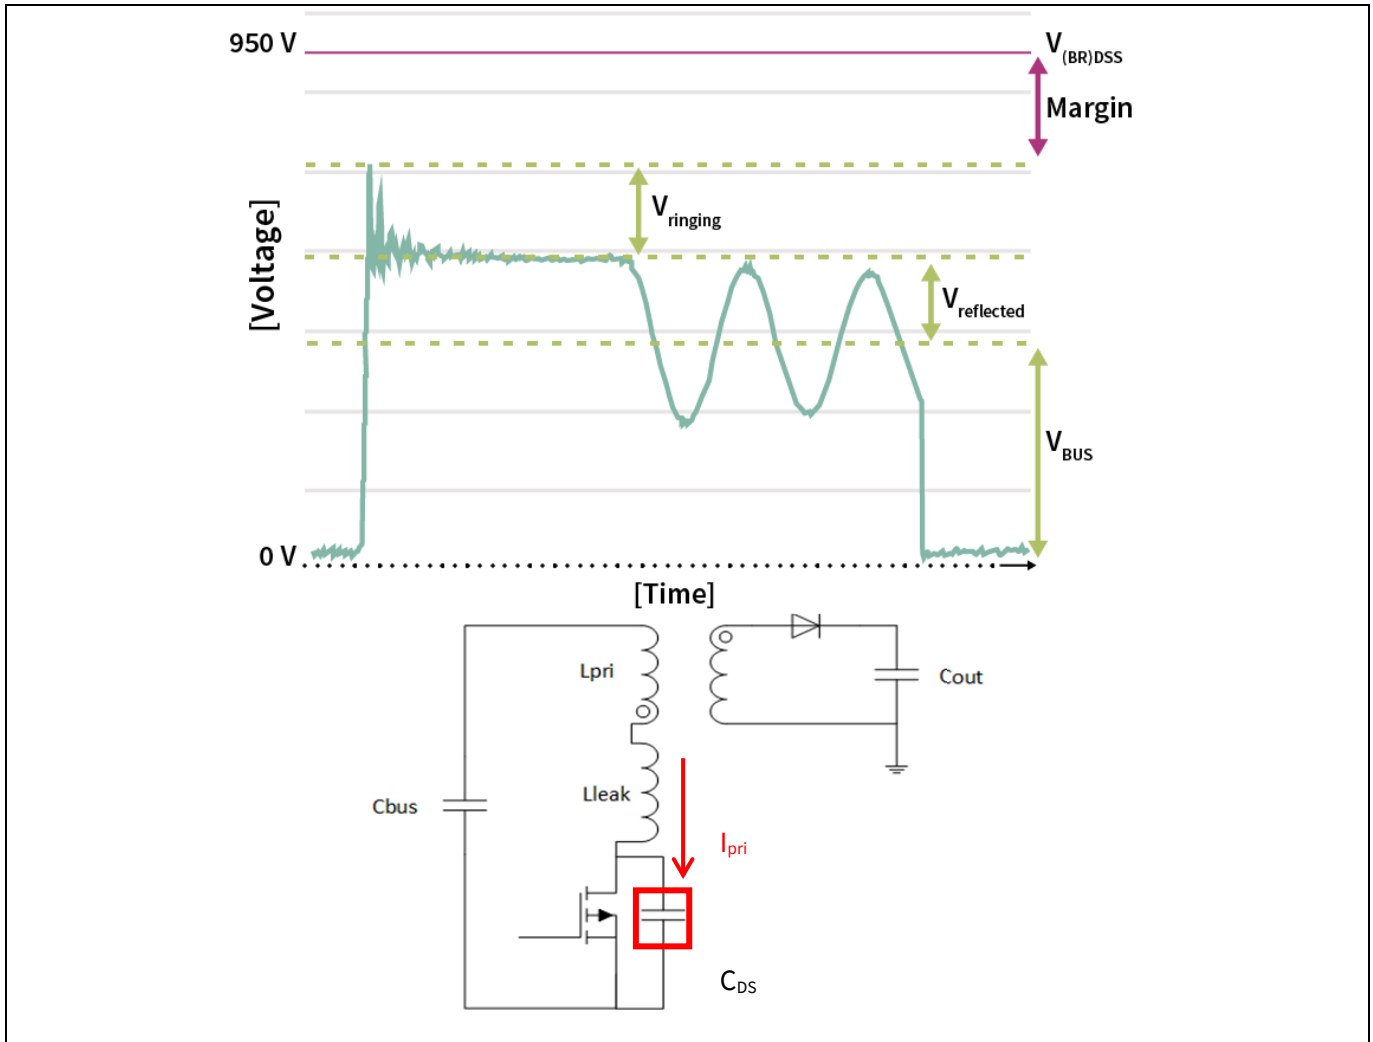 950 V
V(BR)DSS
Margin
Vringing
[Voltage]
Vreflected
VBUS
0 V
[Time]
Lpri
Cout
Lleak
Cbus
Ipri
CDS